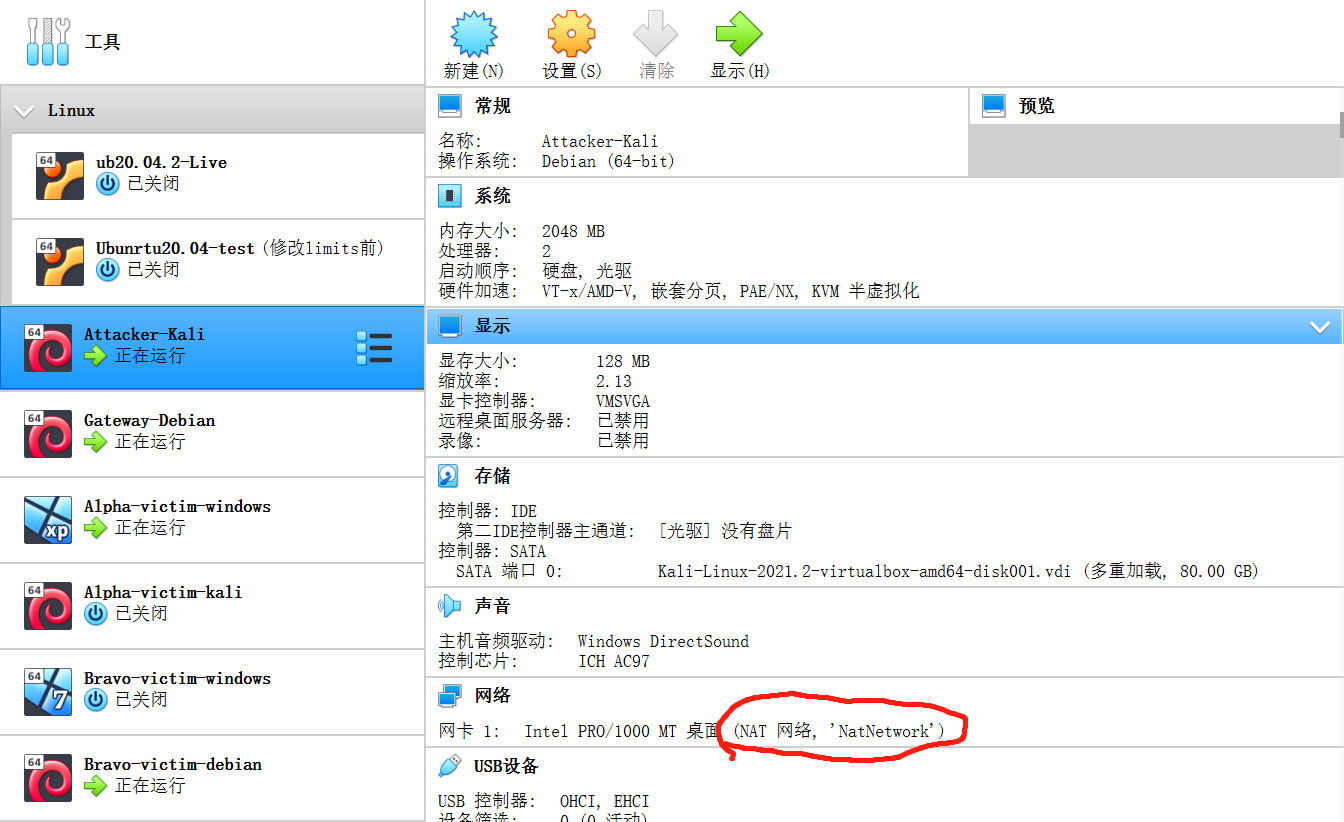 工具
Linux
64
ub20.04.2-Live
已关闭
64
Ubunrtu20.04-test (修改limits前)
已关闭
64
Attacker-Kali
正在运行
64
Gateway-Debian
正在运行
xp
Alpha-victim-windows
正在运行
64
Alpha-victim-kali
已关闭
64
7
Bravo-victim-windows
已关闭
64
Bravo-victim-debian
正在运行
新建(N) 设置(S) 清除 显示(H)
常规
名称: Attacker-Kali
操作系统: Debian (64-bit)
预览
系统
内存大小: 2048 MB
处理器: 2
启动顺序: 硬盘, 光驱
硬件加速: VT-x/AMD-V, 嵌套分页, PAE/NX, KVM 半虚拟化
显示
显存大小: 128 MB
缩放率: 2.13
显卡控制器: VMSVGA
远程桌面服务器: 已禁用
录像: 已禁用
存储
控制器: IDE
第二IDE控制器主通道: [光驱] 没有盘片
控制器: SATA
SATA 端口 0: Kali-Linux-2021.2-virtualbox-amd64-disk001.vdi (多重加载, 80.00 GB)
声音
主机音频驱动: Windows DirectSound
控制芯片: ICH AC97
网络
网卡 1: Intel PRO/1000 MT 桌面 (NAT 网络, 'NatNetwork')
USB设备
USB 控制器: OHCI, EHCI
设备筛选: 0 (0 活动)